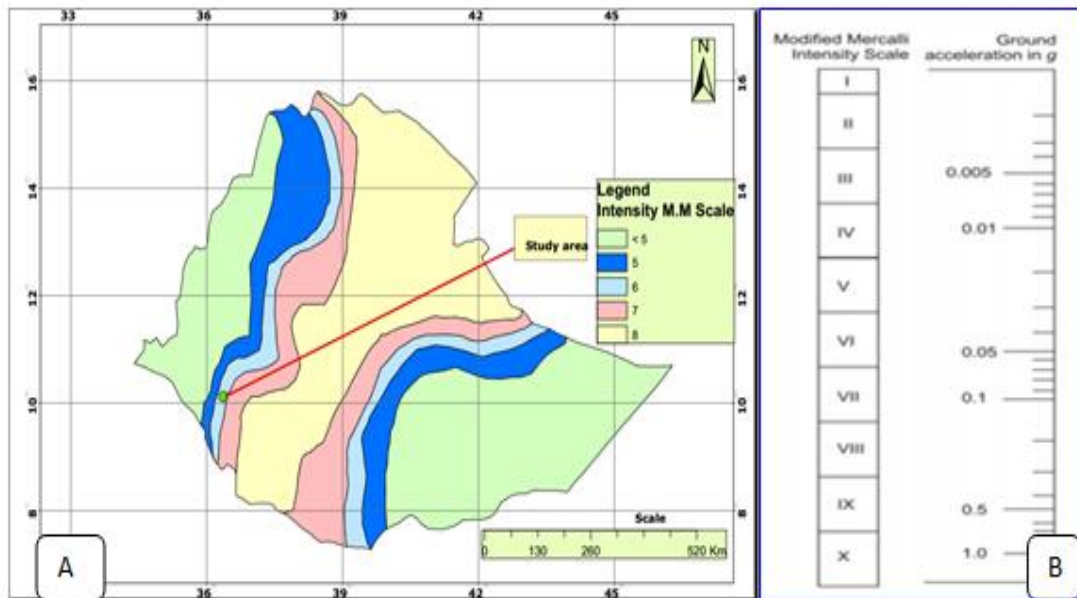 33 39 42 45
N
16
14
12
10
8
16
14
12
10
8
Study area
Legend
Intensity M.M Scale
< 5
5
6
7
8
Scale
0 130 260 520 Km
36 39 42 45
A
Modified Mercalli
Intensity Scale
I
II
III
IV
V
VI
VII
VIII
IX
X
Ground
acceleration in g
0.005
0.01
0.05
0.1
0.5
1.0
B